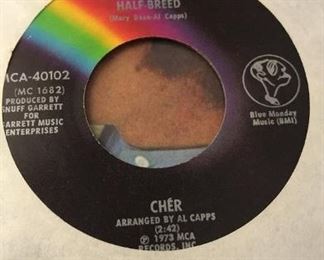 HALF-BREED
(Mary Dean-Al Capps)
MCA-40102
(MC 1682)
PRODUCED BY
SNUFF GARRETT
FOR
GARRETT MUSIC
ENTERPRISES
Blue Monday
Music (BMI)
CHÉR
ARRANGED BY AL CAPPS
(2:42)
℗ 1973 MCA
RECORDS, INC.